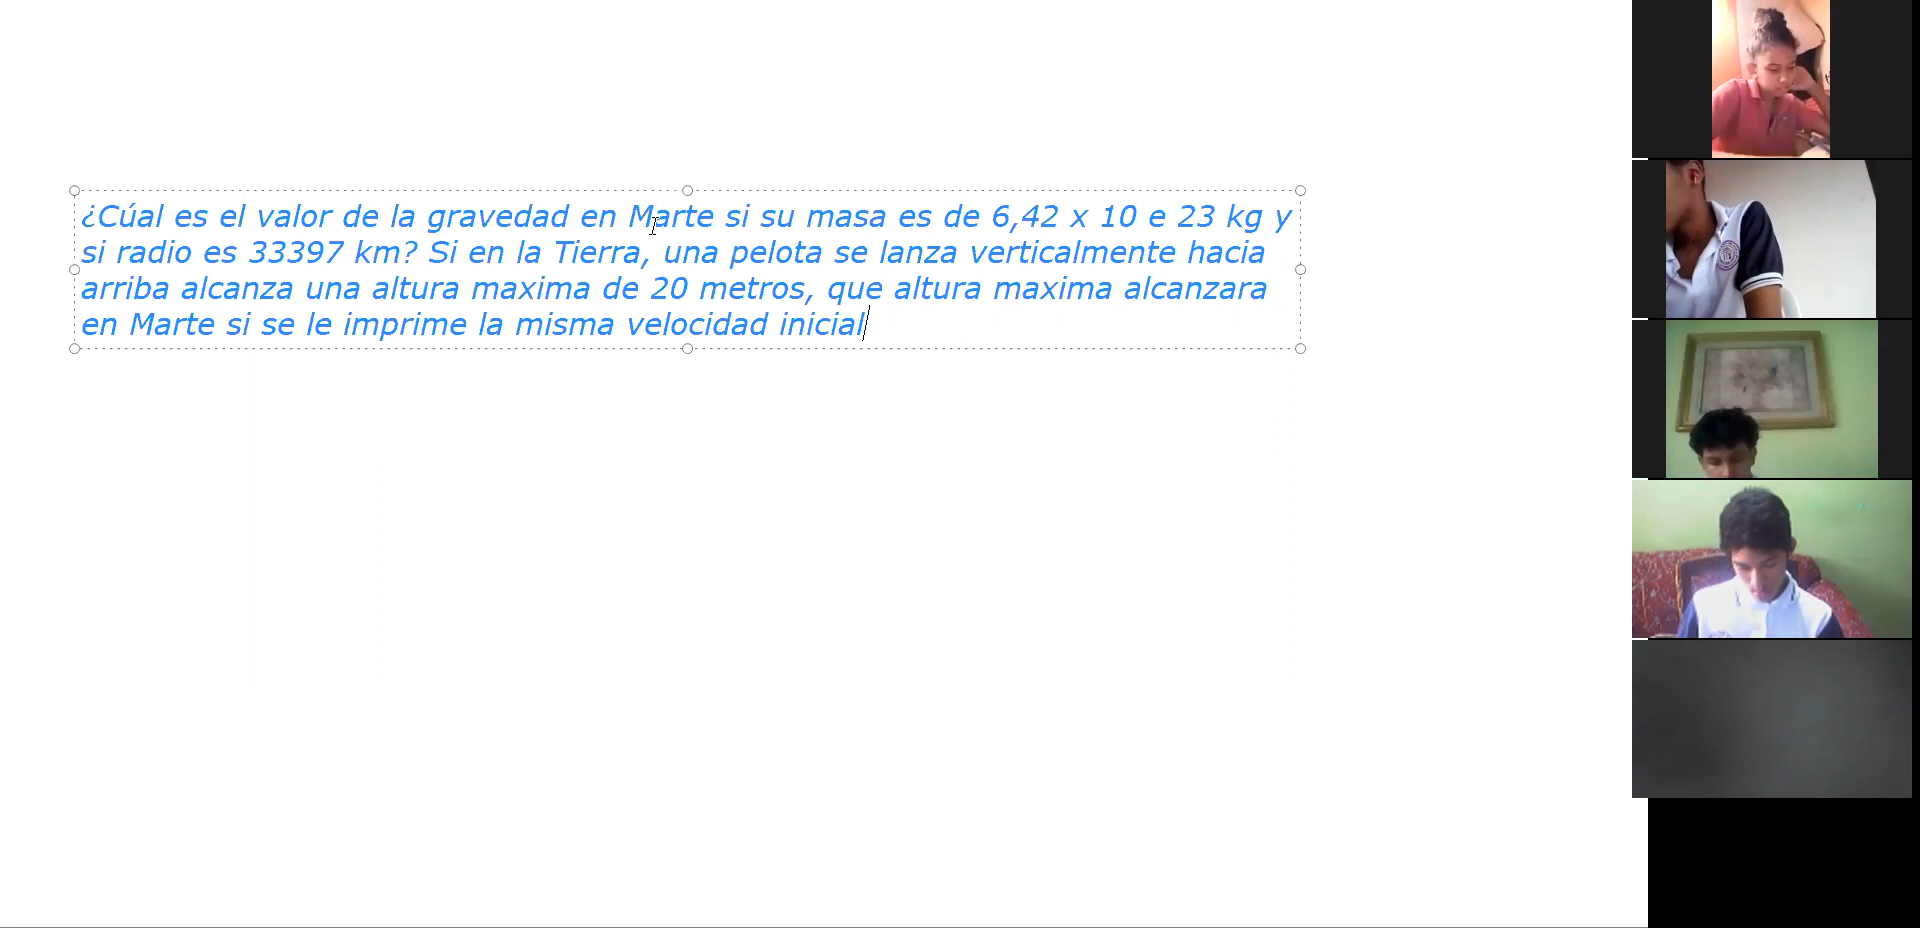 ¿Cúal es el valor de la gravedad en Marte si su masa es de 6,42 x 10 e 23 kg y
si radio es 33397 km? Si en la Tierra, una pelota se lanza verticalmente hacia
arriba alcanza una altura maxima de 20 metros, que altura maxima alcanzara
en Marte si se le imprime la misma velocidad inicial